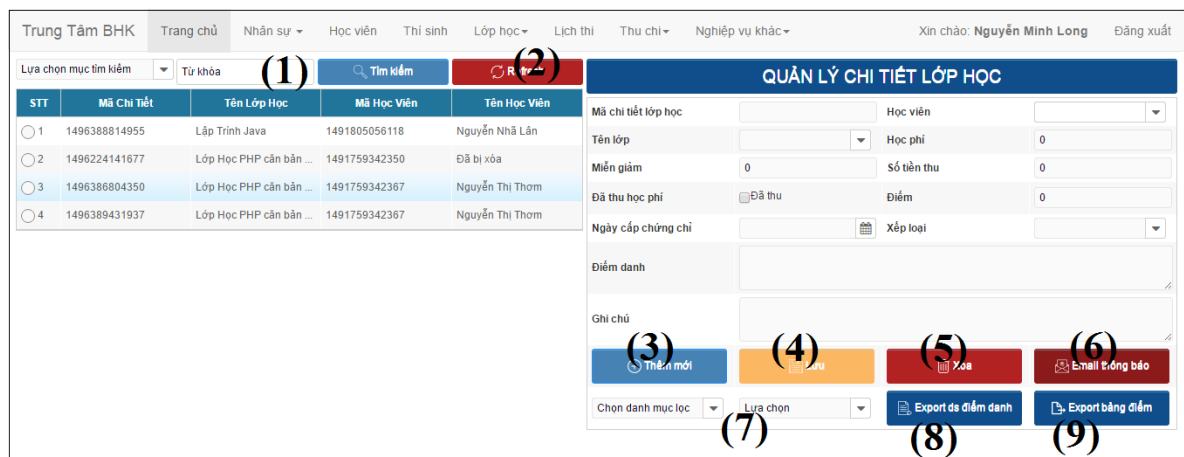 Trung Tâm BHK Trang chủ Nhân sự Học viên Thí sinh Lớp học Lịch thi Thu chi Nghiệp vụ khác Xin chào: Nguyễn Minh Long Đăng xuất
Lựa chọn mục tìm kiếm Từ khóa (1) Tìm kiếm (2) Refresh
STT Mã Chi Tiết Tên Lớp Học Mã Học Viên Tên Học Viên
1 1496388814955 Lập Trình Java 1491805056118 Nguyễn Nhã Lân
2 1496224141677 Lớp Học PHP căn bản ... 1491759342350 Đã bị xóa
3 1496386804350 Lớp Học PHP căn bản ... 1491759342367 Nguyễn Thị Thơm
4 1496389431937 Lớp Học PHP căn bản ... 1491759342367 Nguyễn Thị Thơm
QUẢN LÝ CHI TIẾT LỚP HỌC
Mã chi tiết lớp học Học viên
Tên lớp Học phí 0
Miễn giảm 0 Số tiền thu 0
Đã thu học phí Đã thu Điểm 0
Ngày cấp chứng chỉ Xếp loại
Điểm danh
Ghi chú
(3) (4) (5) (6)
Thêm mới Lưu Xóa Email thông báo
Chọn danh mục lọc Lựa chọn Export ds điểm danh Export bảng điểm
(7) (8) (9)